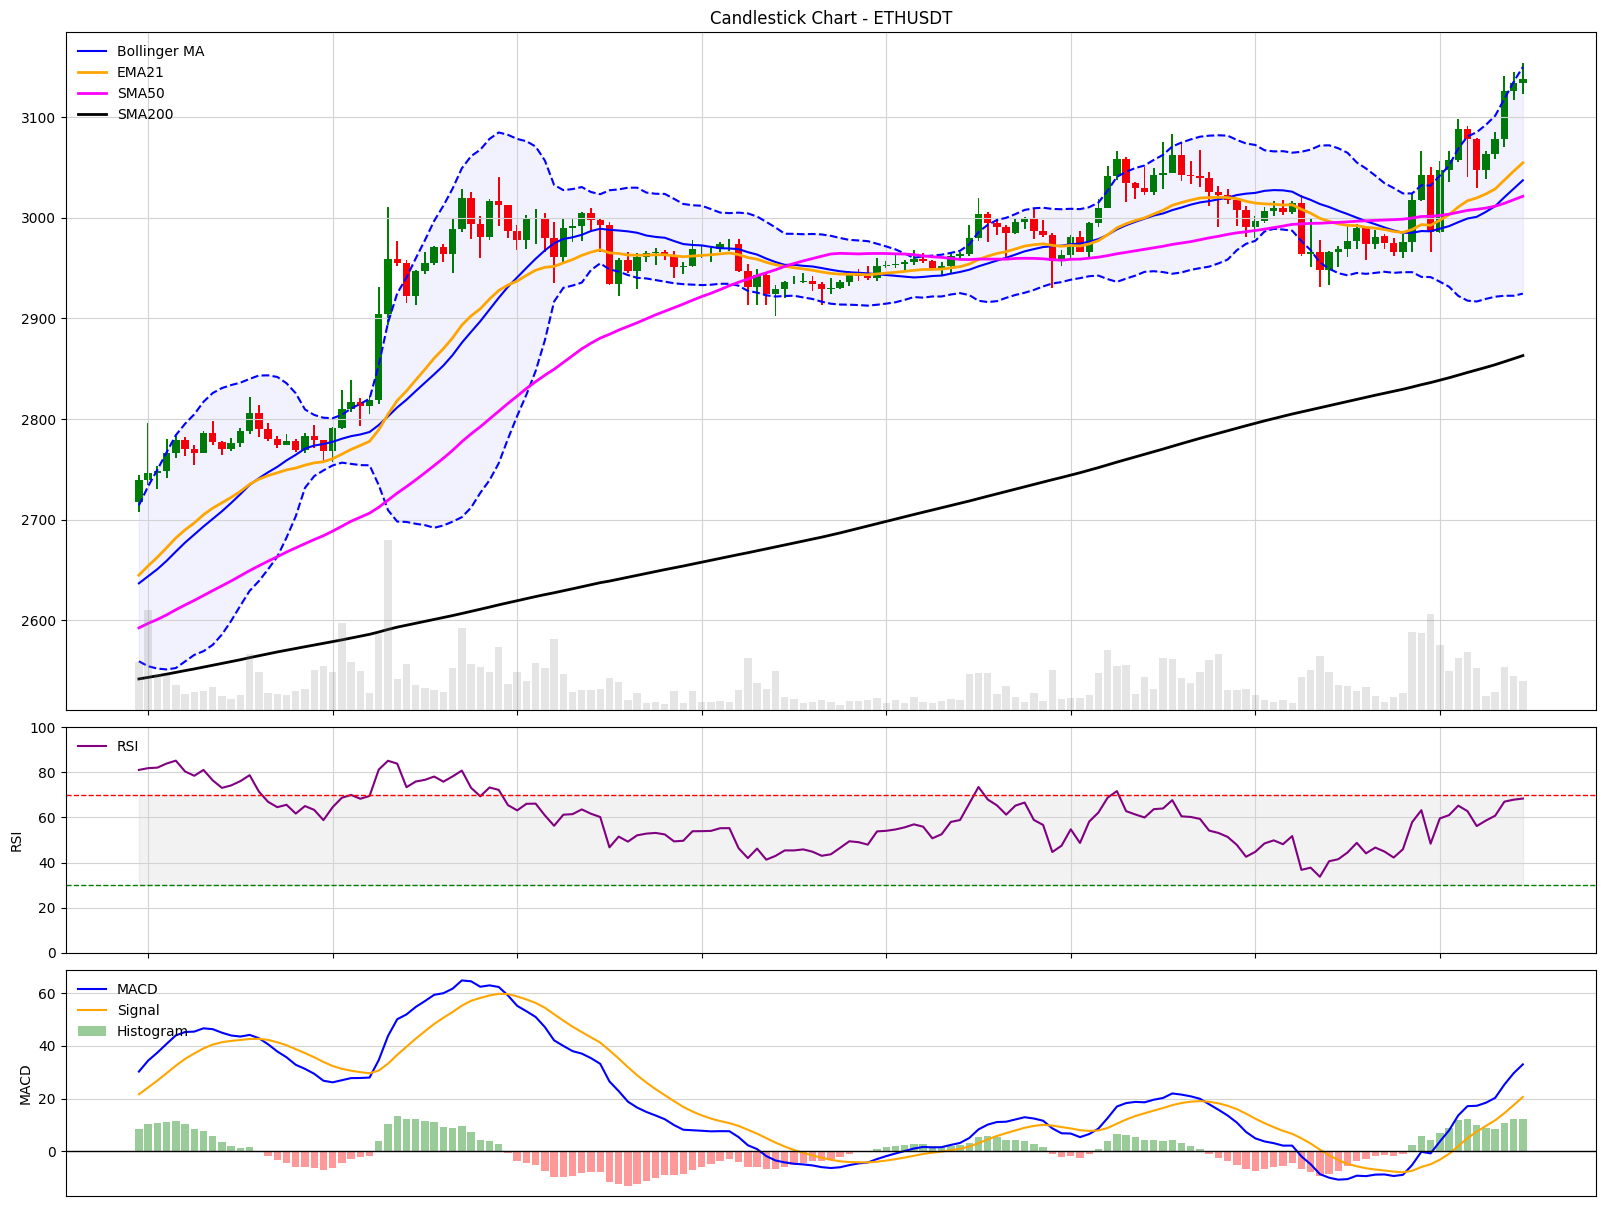 Candlestick Chart - ETHUSDT
Bollinger MA
EMA21
SMA50
SMA200
3100
3000
2900
2800
2700
2600
RSI
100
80
60
40
20
0
RSI
MACD
Signal
Histogram
60
40
20
0
MACD